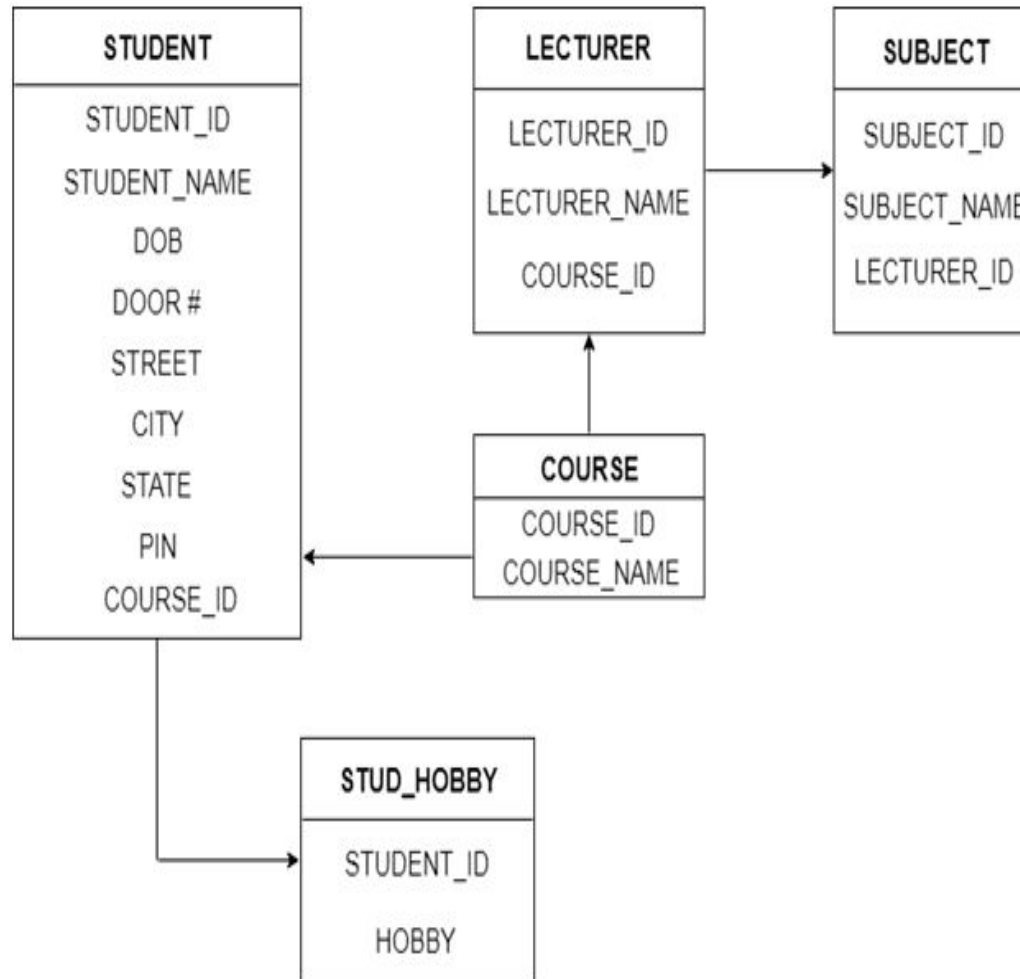 STUDENT
STUDENT_ID
STUDENT_NAME
DOB
DOOR #
STREET
CITY
STATE
PIN
COURSE_ID
LECTURER
LECTURER_ID
LECTURER_NAME
COURSE_ID
SUBJECT
SUBJECT_ID
SUBJECT_NAME
LECTURER_ID
COURSE
COURSE_ID
COURSE_NAME
STUD_HOBBY
STUDENT_ID
HOBBY